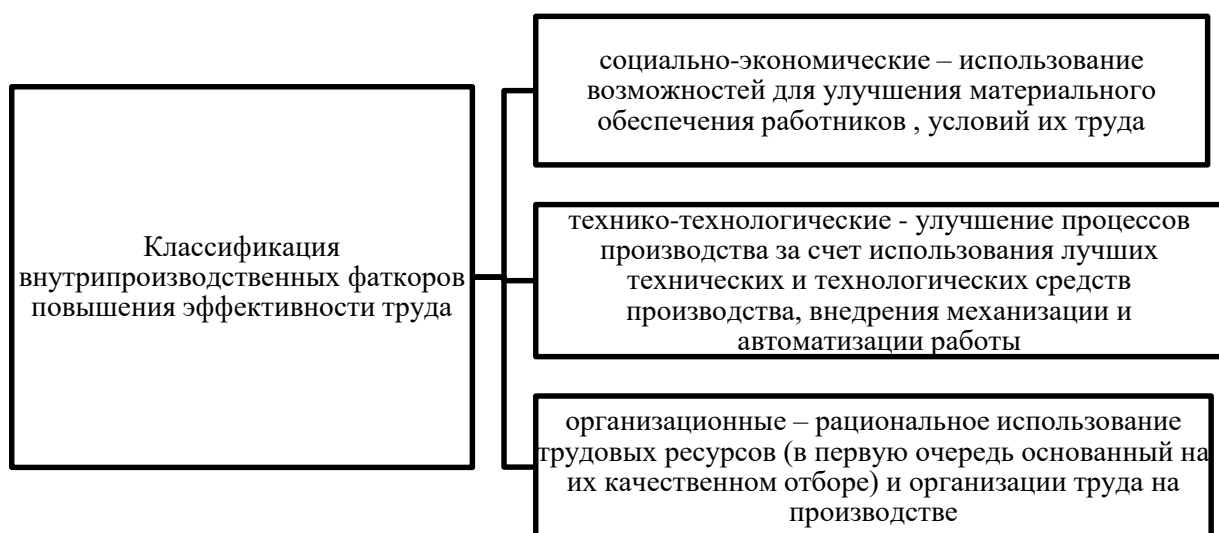 Классификация
внутрипроизводственных фаткоров
повышения эффективности труда
социально-экономические – использование
возможностей для улучшения материального
обеспечения работников , условий их труда
технико-технологические - улучшение процессов
производства за счет использования лучших
технических и технологических средств
производства, внедрения механизации и
автоматизации работы
организационные – рациональное использование
трудовых ресурсов (в первую очередь основанный на
их качественном отборе) и организации труда на
производстве